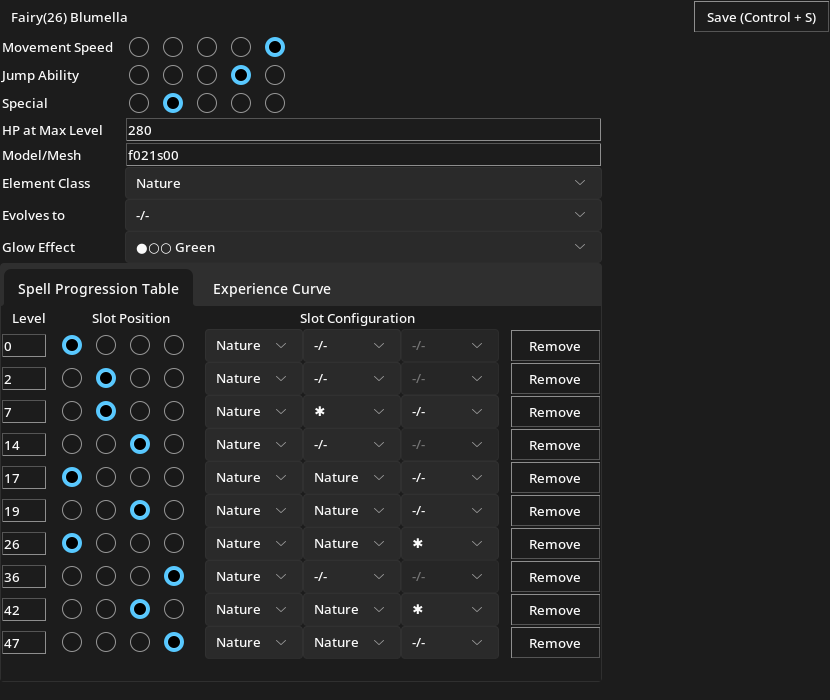 Fairy(26) Blumella Save (Control + S)
Movement Speed
Jump Ability
Special
HP at Max Level 280
Model/Mesh f021s00
Element Class Nature
Evolves to -/-
Glow Effect ●○○ Green
Spell Progression Table Experience Curve
Level Slot Position Slot Configuration
0 Nature -/- -/- Remove
2 Nature -/- -/- Remove
7 Nature ✱ -/- Remove
14 Nature -/- -/- Remove
17 Nature Nature -/- Remove
19 Nature Nature -/- Remove
26 Nature Nature ✱ Remove
36 Nature -/- -/- Remove
42 Nature Nature ✱ Remove
47 Nature Nature -/- Remove